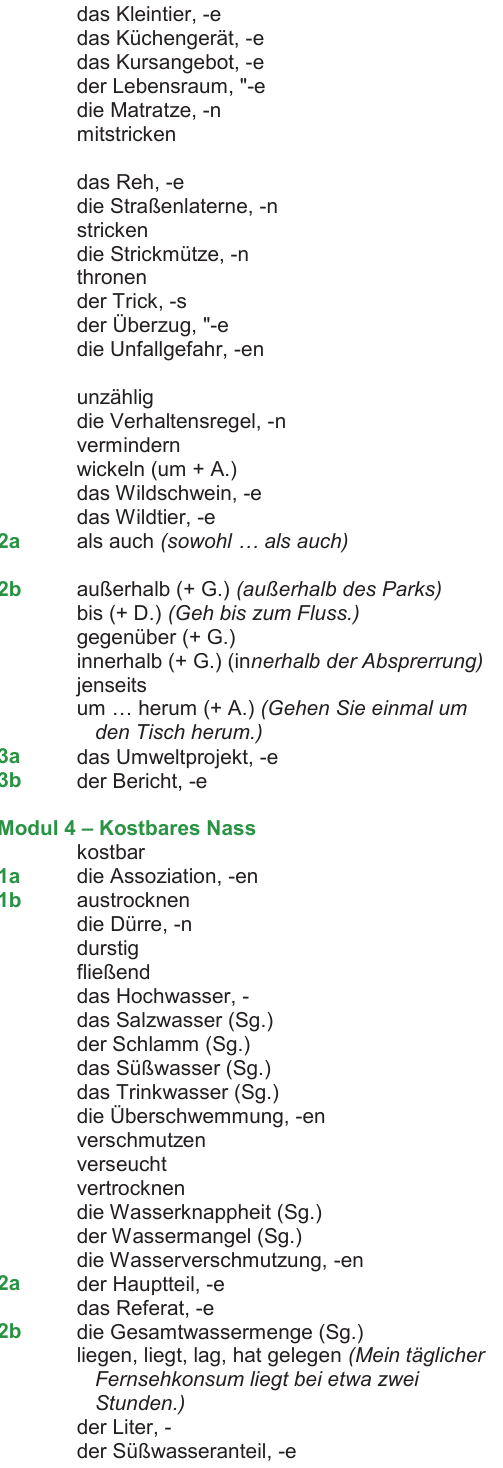 das Kleintier, -e
das Küchengerät, -e
das Kursangebot, -e
der Lebensraum, "-e
die Matratze, -n
mitstricken
das Reh, -e
die Straßenlaterne, -n
stricken
die Strickmütze, -n
thronen
der Trick, -s
der Überzug, "-e
die Unfallgefahr, -en
unzählig
die Verhaltensregel, -n
vermindern
wickeln (um + A.)
das Wildschwein, -e
das Wildtier, -e
2a als auch (sowohl … als auch)
2b außerhalb (+ G.) (außerhalb des Parks)
bis (+ D.) (Geh bis zum Fluss.)
gegenüber (+ G.)
innerhalb (+ G.) (innerhalb der Absprerrung)
jenseits
um … herum (+ A.) (Gehen Sie einmal um
den Tisch herum.)
3a das Umweltprojekt, -e
3b der Bericht, -e
Modul 4 – Kostbares Nass
kostbar
1a die Assoziation, -en
1b austrocknen
die Dürre, -n
durstig
fließend
das Hochwasser, -
das Salzwasser (Sg.)
der Schlamm (Sg.)
das Süßwasser (Sg.)
das Trinkwasser (Sg.)
die Überschwemmung, -en
verschmutzen
verseucht
vertrocknen
die Wasserknappheit (Sg.)
der Wassermangel (Sg.)
die Wasserverschmutzung, -en
2a der Hauptteil, -e
das Referat, -e
2b die Gesamtwassermenge (Sg.)
liegen, liegt, lag, hat gelegen (Mein täglicher
Fernsehkonsum liegt bei etwa zwei
Stunden.)
der Liter, -
der Süßwasseranteil, -e